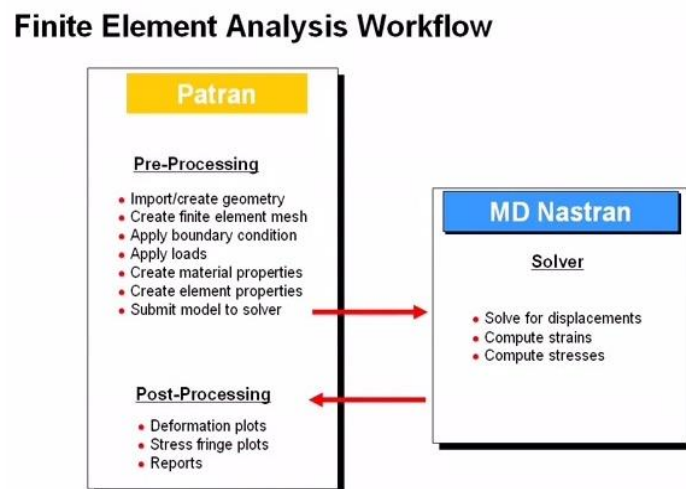 Finite Element Analysis Workflow
Patran
Pre-Processing
• Import/create geometry
• Create finite element mesh
• Apply boundary condition
• Apply loads
• Create material properties
• Create element properties
• Submit model to solver
Post-Processing
• Deformation plots
• Stress fringe plots
• Reports
MD Nastran
Solver
• Solve for displacements
• Compute strains
• Compute stresses